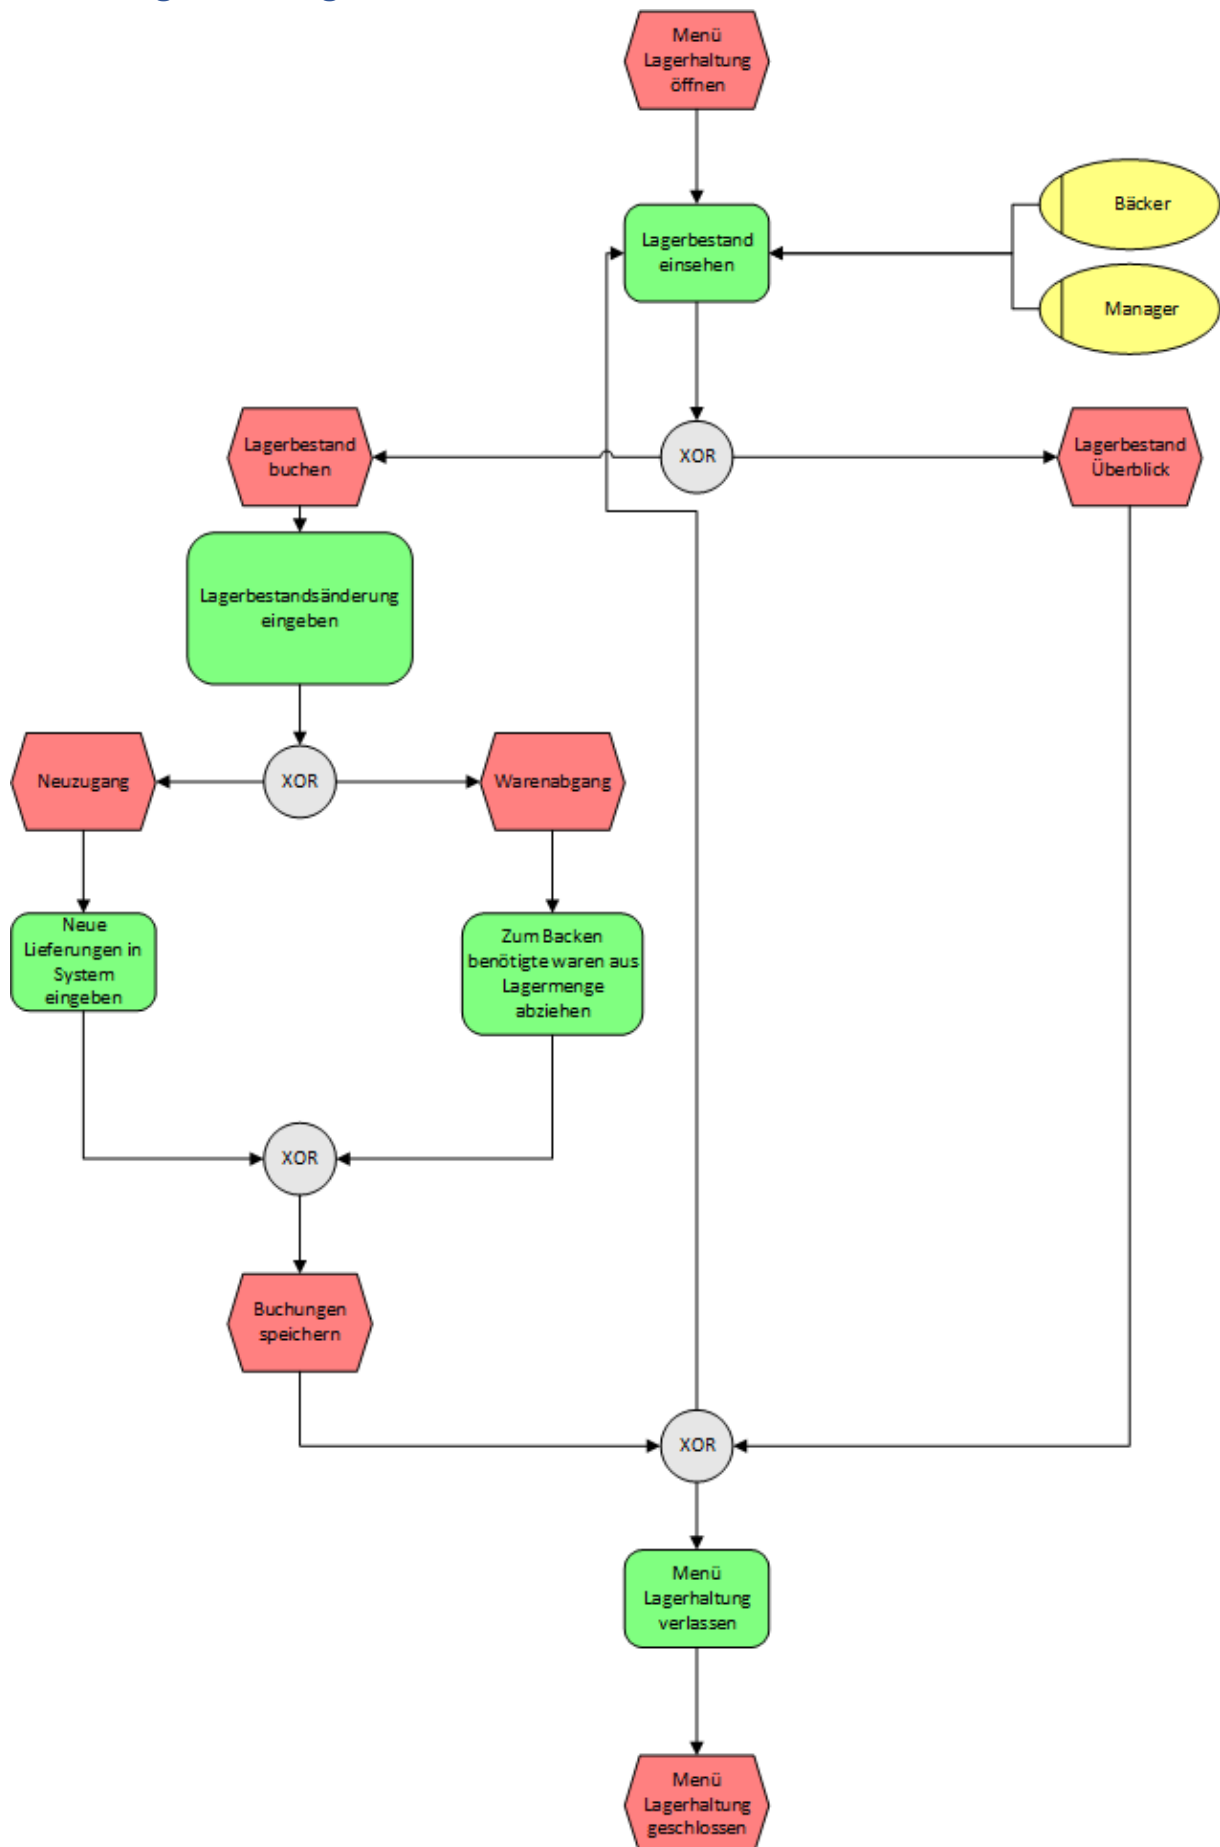 Menü
Lagerhaltung
öffnen
Bäcker
Lagerbestand
einsehen
Manager
Lagerbestand
buchen
XOR
Lagerbestand
Überblick
Lagerbestandsänderung
eingeben
Neuzugang
XOR
Warenabgang
Neue
Lieferungen in
System
eingeben
Zum Backen
benötigte waren aus
Lagermenge
abziehen
XOR
Buchungen
speichern
XOR
Menü
Lagerhaltung
verlassen
Menü
Lagerhaltung
geschlossen